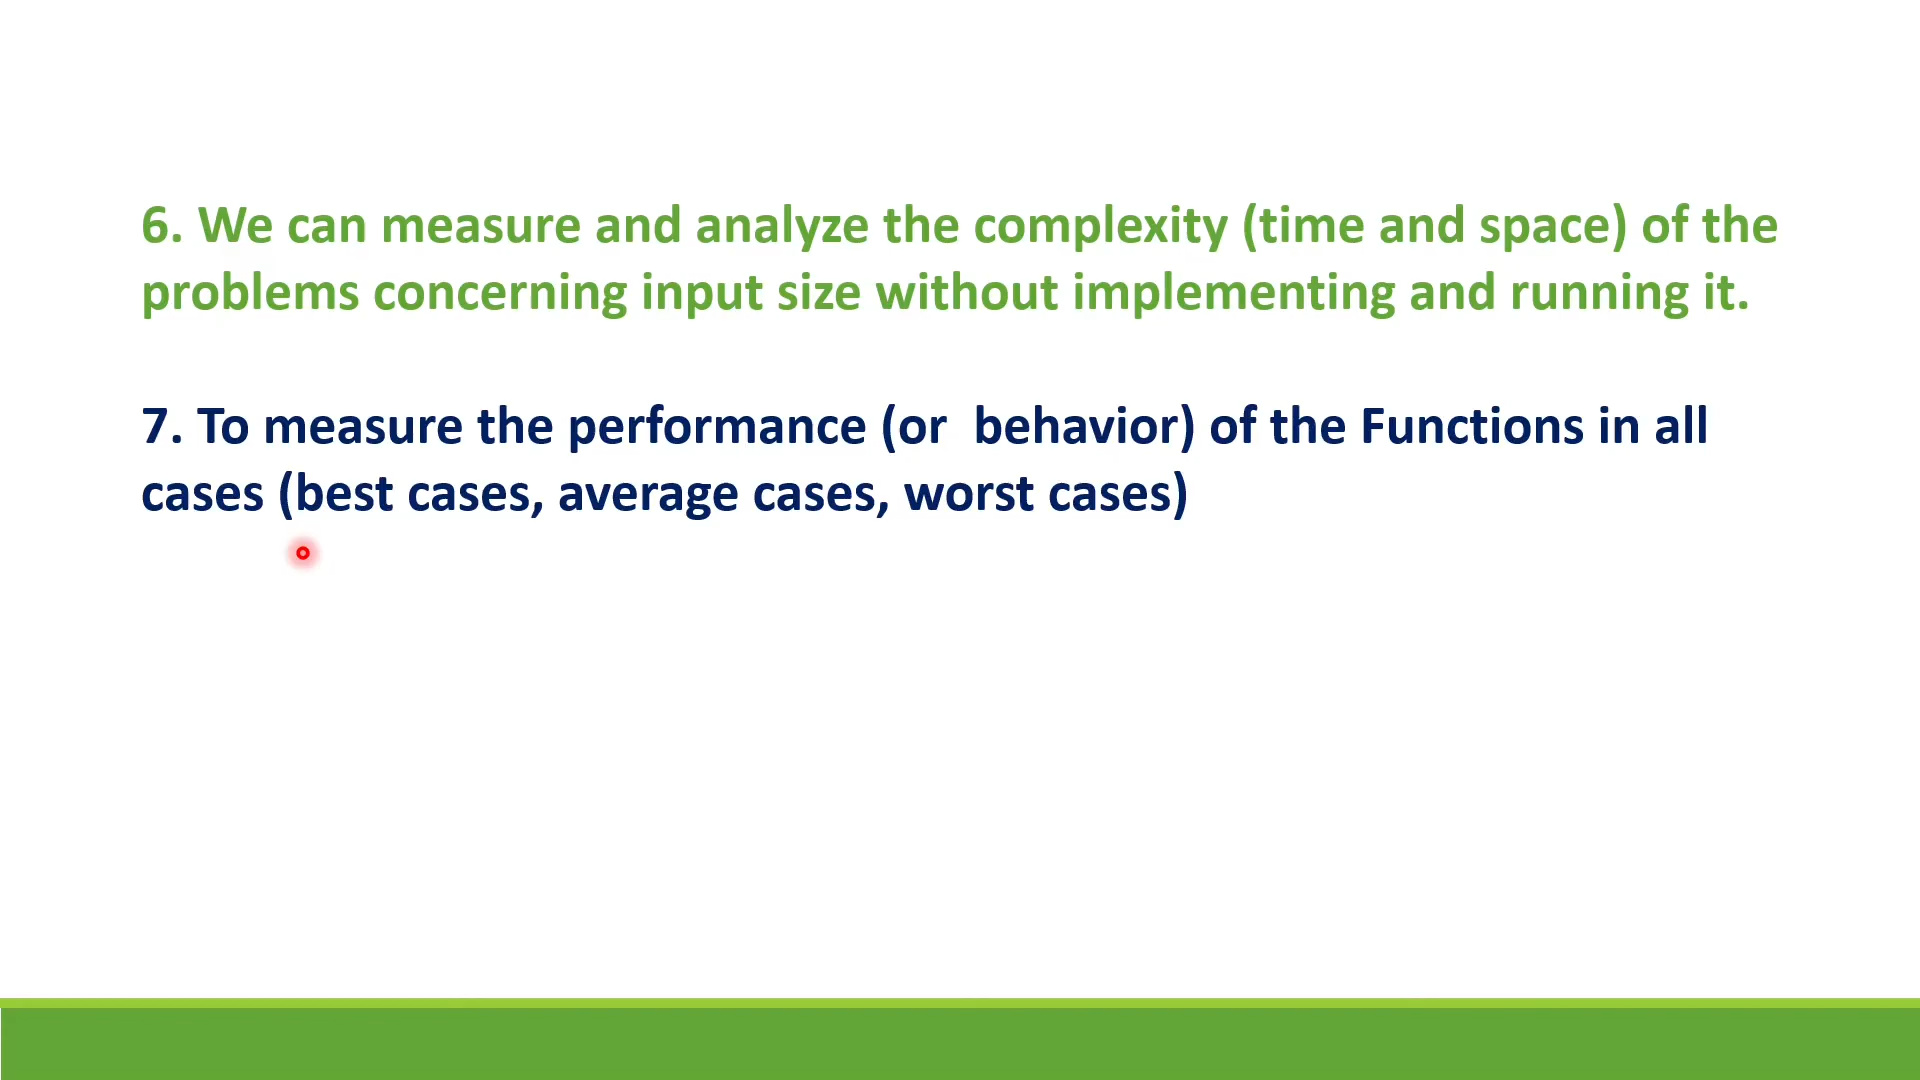 6. We can measure and analyze the complexity (time and space) of the
problems concerning input size without implementing and running it.
7. To measure the performance (or  behavior) of the Functions in all
cases (best cases, average cases, worst cases)